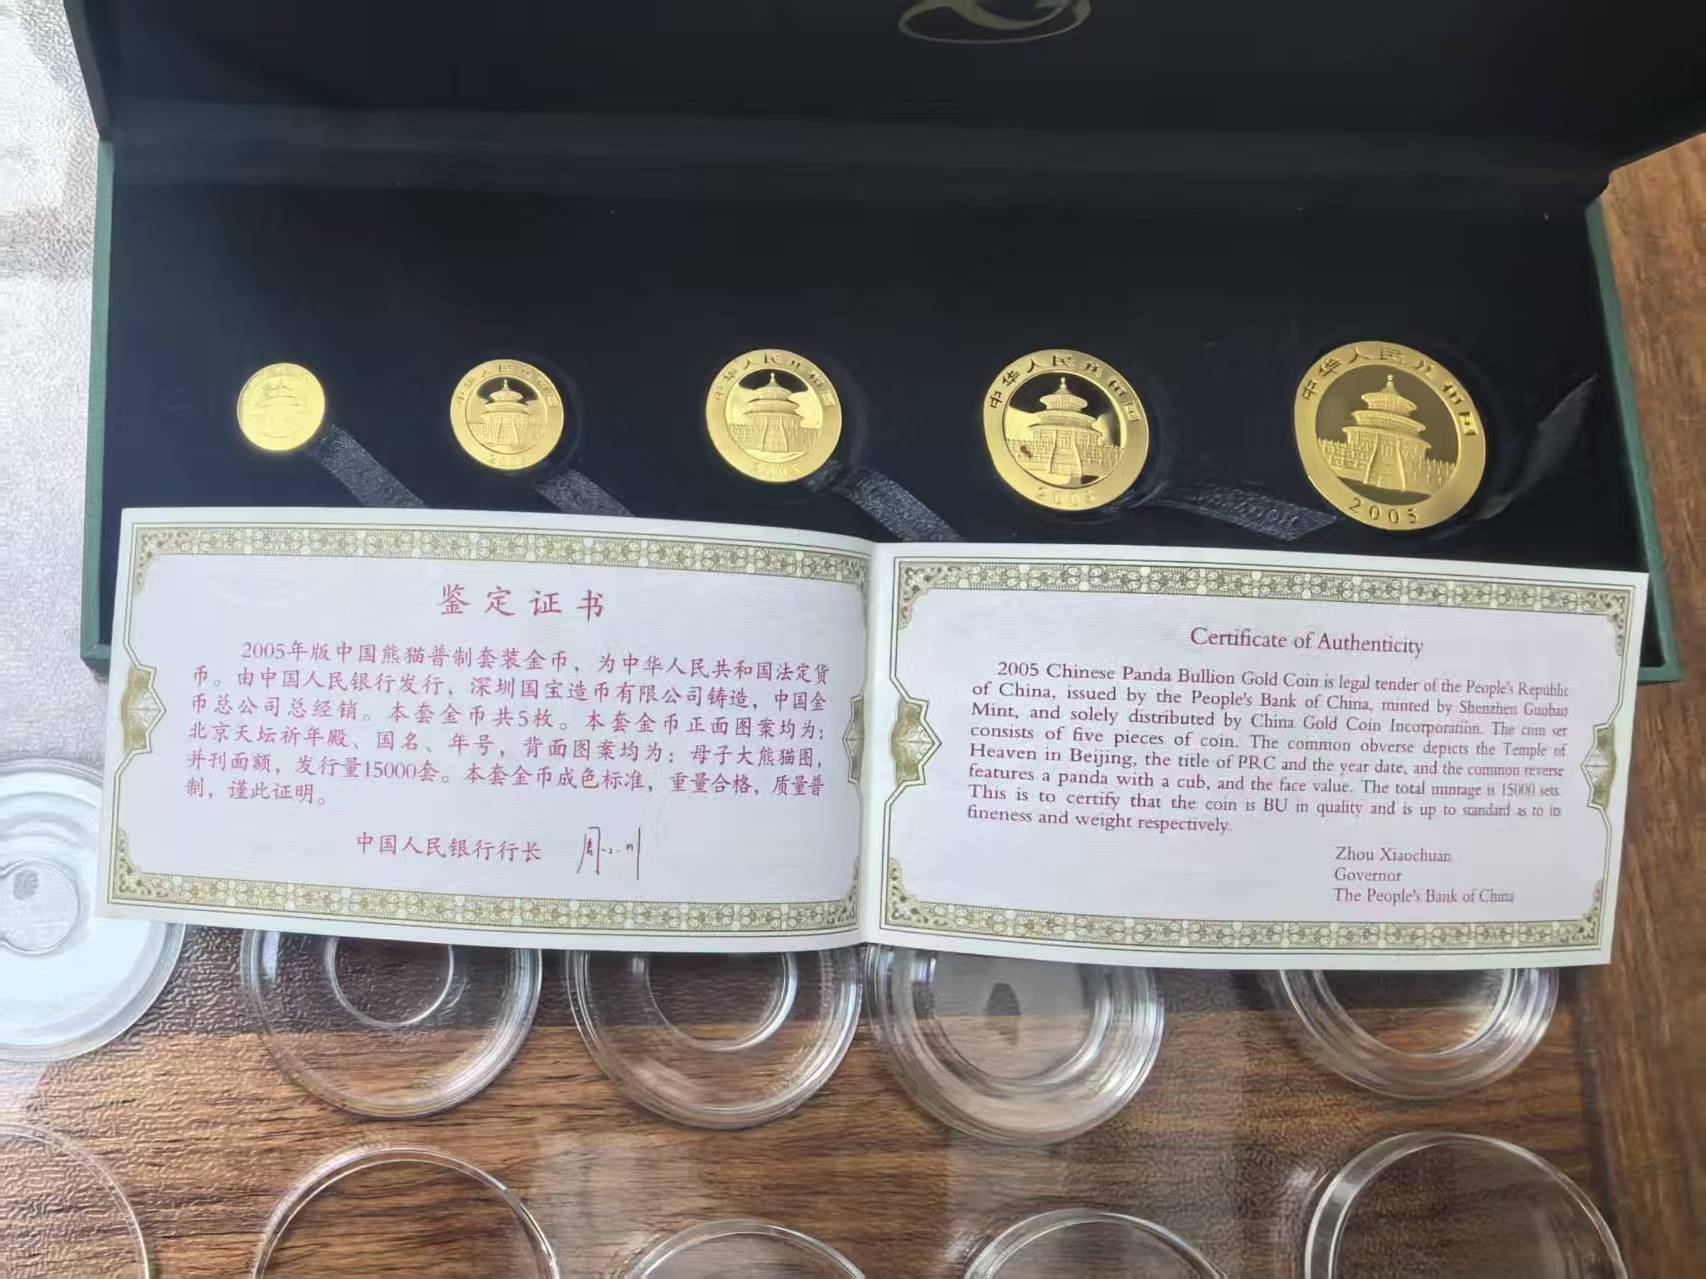 中华人民共和国
2005
中华人民共和国
2005
中华人民共和国
2005
中华人民共和国
2005
鉴定证书
2005年版中国熊猫普制套装金币，为中华人民共和国法定货
币。由中国人民银行发行，深圳国宝造币有限公司铸造，中国金
币总公司总经销。本套金币共5枚。本套金币正面图案均为：
北京天坛祈年殿、国名、年号，背面图案均为：母子大熊猫图，
并刊面额，发行量15000套。本套金币成色标准，重量合格，质量普
制，谨此证明。
中国人民银行行长
Certificate of Authenticity
2005 Chinese Panda Bullion Gold Coin is legal tender of the People's Republic
of China, issued by the People's Bank of China, minted by Shenzhen Guobao
Mint, and solely distributed by China Gold Coin Incorporation. The coin set
consists of five pieces of coin. The common obverse depicts the Temple of
Heaven in Beijing, the title of PRC and the year date, and the common reverse
features a panda with a cub, and the face value. The total mintage is 15000 sets.
This is to certify that the coin is BU in quality and is up to standard as to its
fineness and weight respectively.
Zhou Xiaochuan
Governor
The People's Bank of China